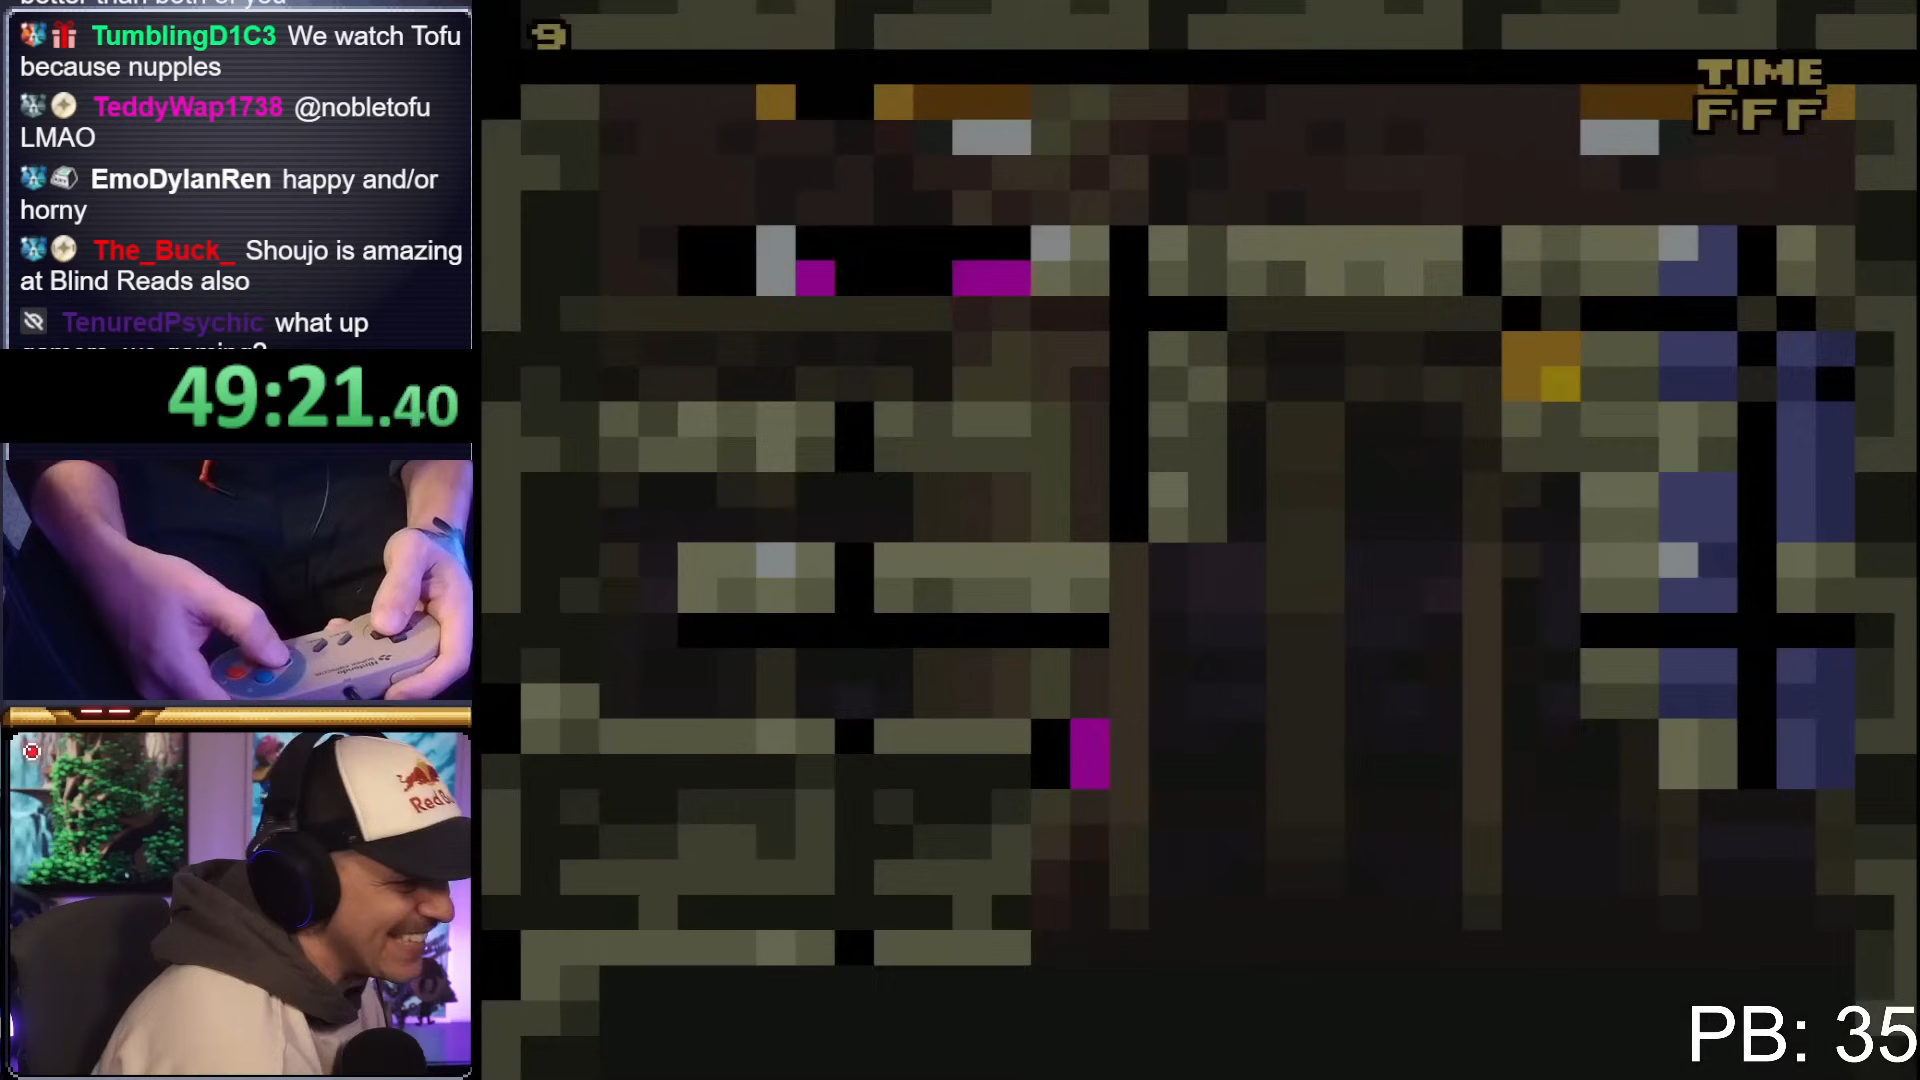 TumblingD1C3 We watch Tofu
because nupples
TeddyWap1738 @nobletofu
LMAO
EmoDylanRen happy and/or
horny
The_Buck_ Shoujo is amazing
at Blind Reads also
TenuredPsychic what up
49:21.40
9
TIME
FFF
PB: 35